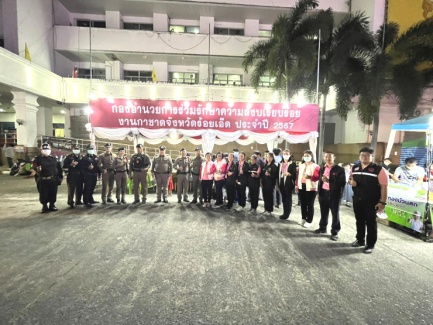 กองอำนวยการร่วมรักษาความสงบเรียบร้อย
งานกาชาดจังหวัดร้อยเอ็ด ประจำปี 2567